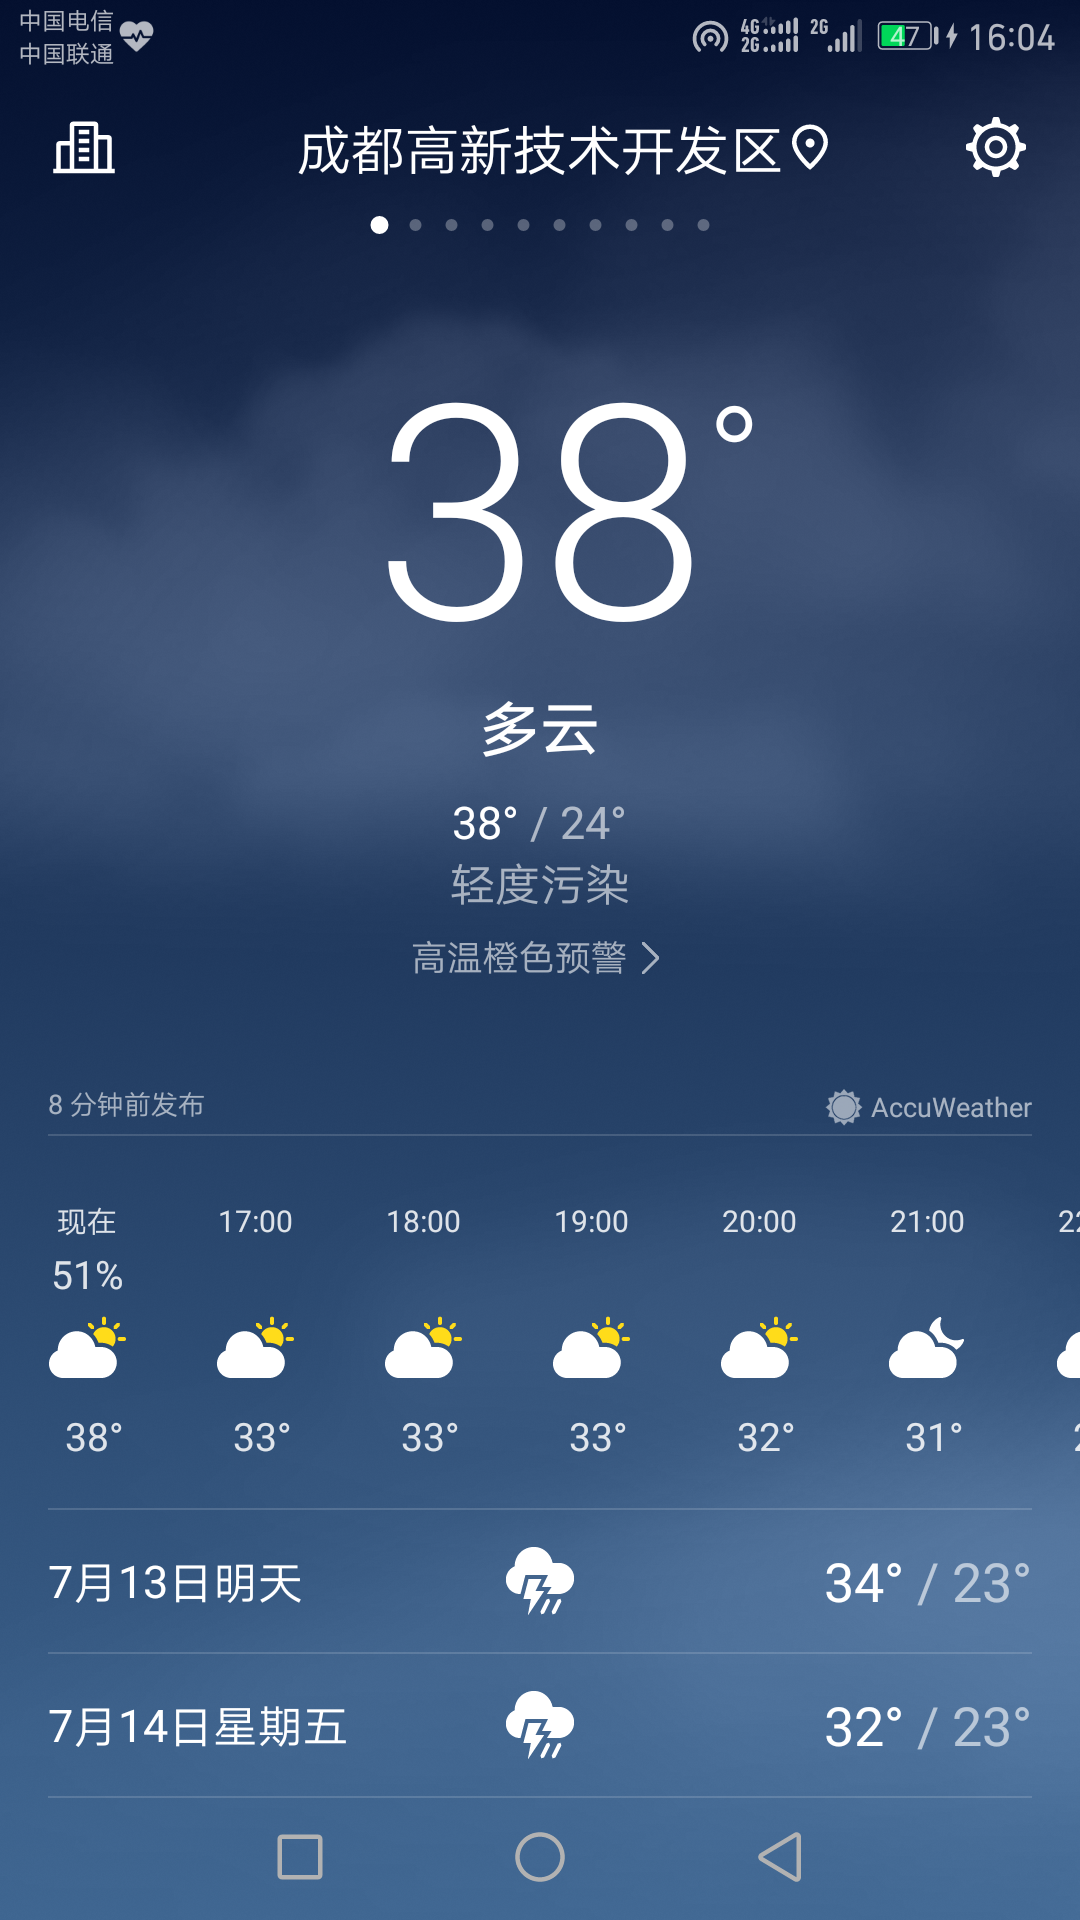 中国电信
中国联通
4G 2G 2G 47 16:04
成都高新技术开发区
38°
多云
38° / 24°
轻度污染
高温橙色预警
8 分钟前发布 AccuWeather
现在 17:00 18:00 19:00 20:00 21:00
51%
38° 33° 33° 33° 32° 31°
7月13日明天 34° / 23°
7月14日星期五 32° / 23°